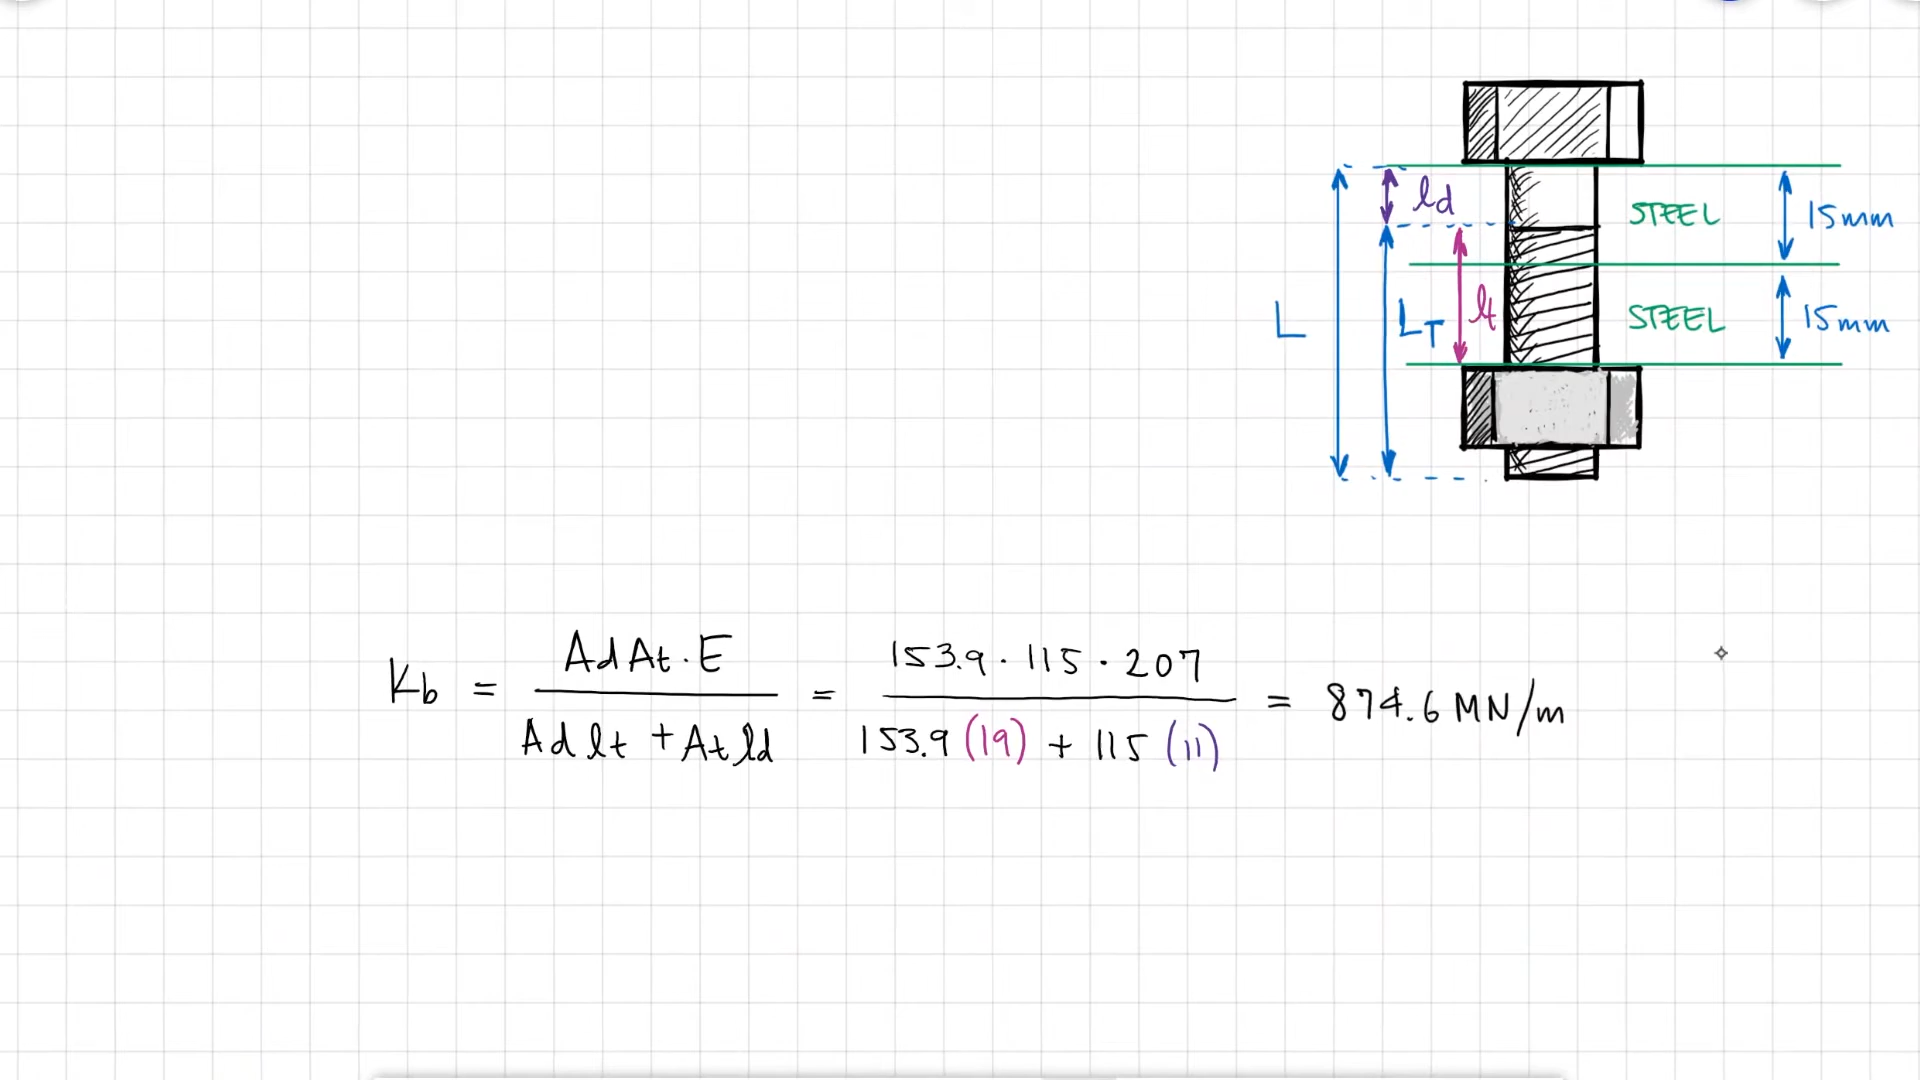 ld
STEEL
15mm
L
LT
lt
STEEL
15mm
Kb = AdAt·E / Adlt + Atld = 153.9 · 115 · 207 / 153.9 (19) + 115 (11) = 874.6 MN/m